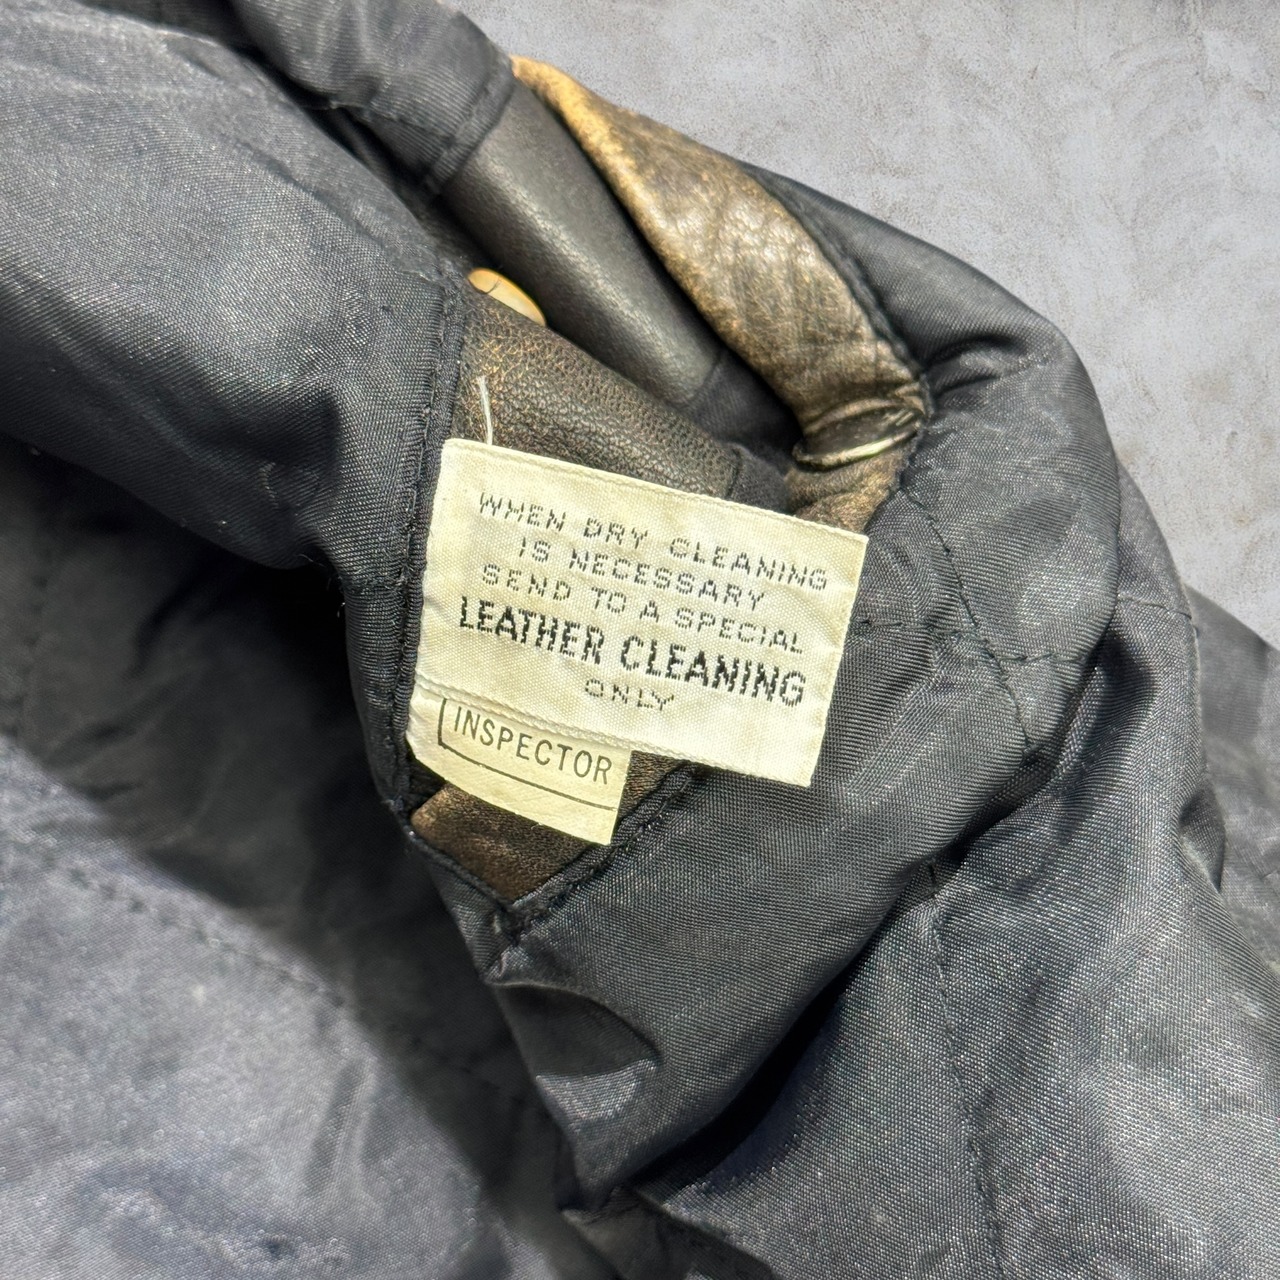 WHEN DRY CLEANING
IS NECESSARY
SEND TO A SPECIAL
LEATHER CLEANING
ONLY
INSPECTOR